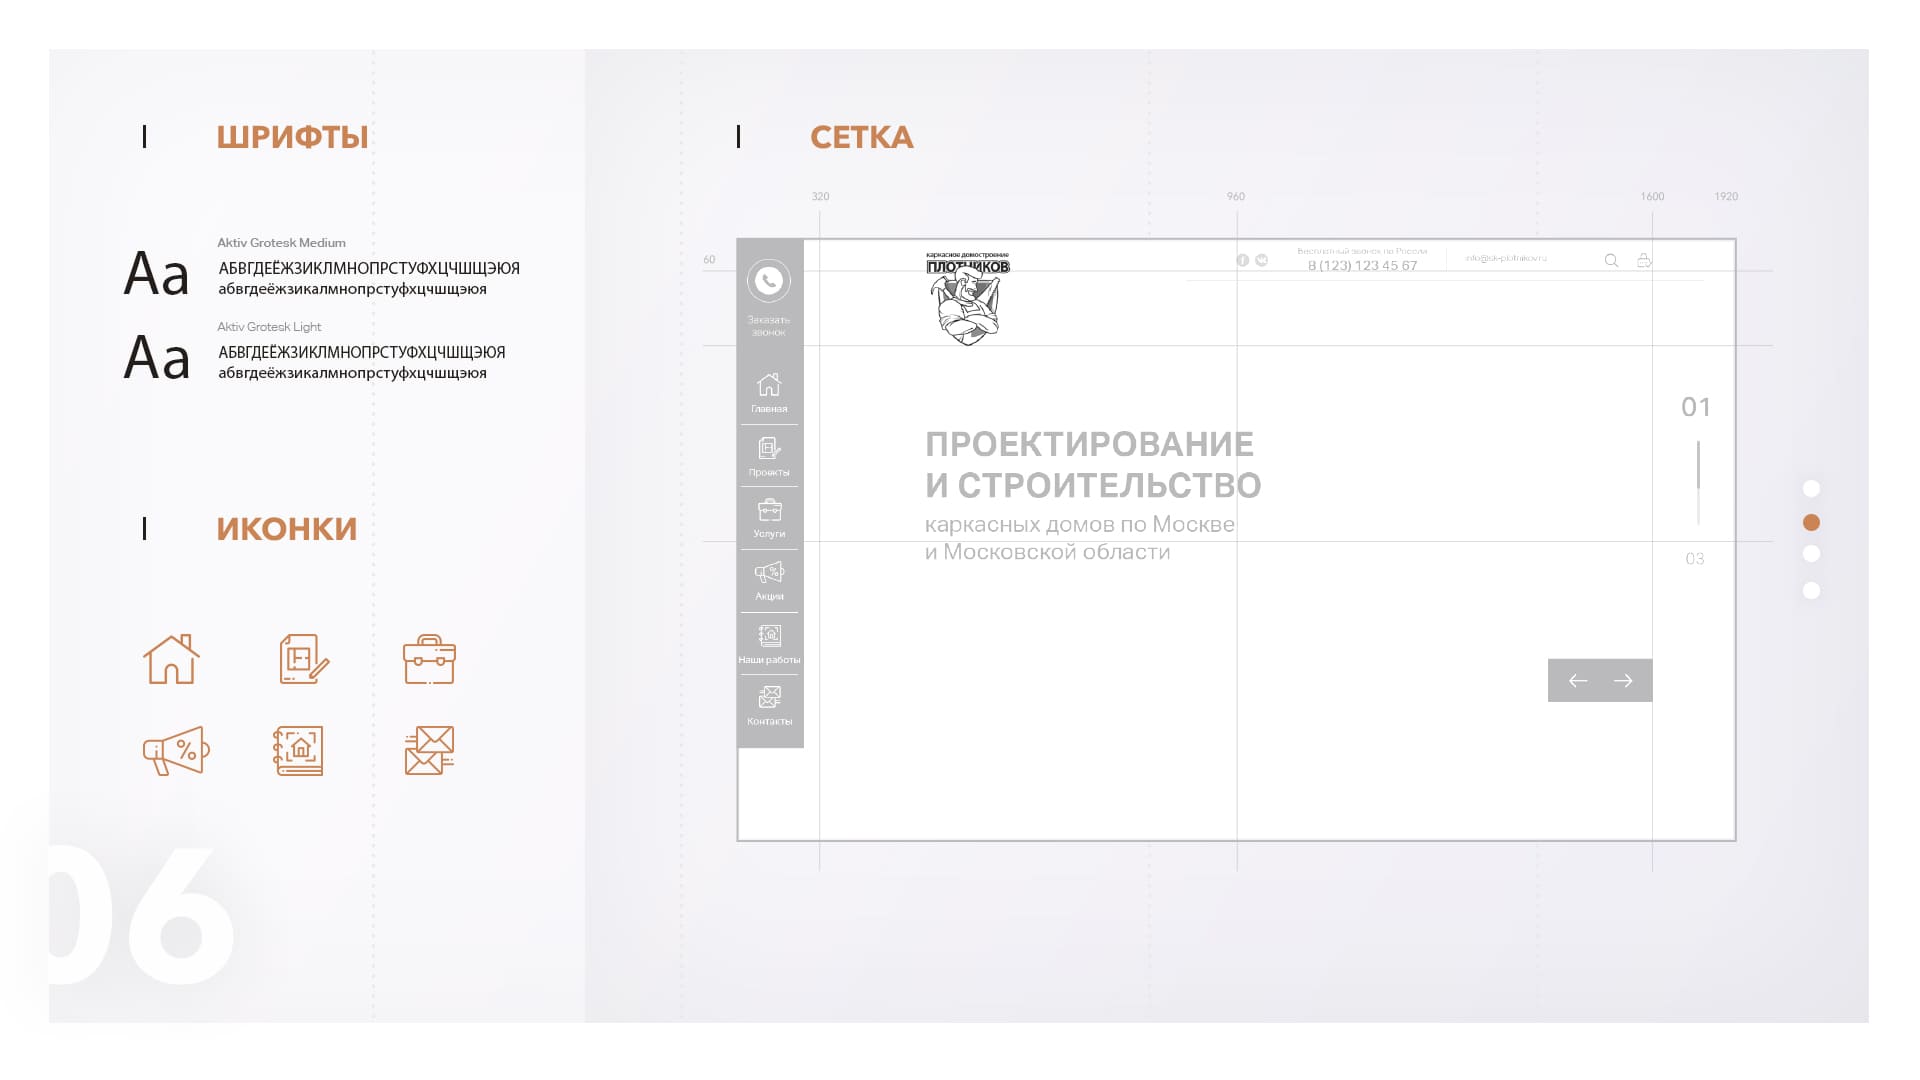 ШРИФТЫ
Aktiv Grotesk Medium
Aa
АБВГДЕЁЖЗИКЛМНОПРСТУФХЦЧШЩЭЮЯ
абвгдеёжзикалмнопрстуфхцчшщэюя
Aktiv Grotesk Light
Aa
АБВГДЕЁЖЗИКЛМНОПРСТУФХЦЧШЩЭЮЯ
абвгдеёжзикалмнопрстуфхцчшщэюя
ИКОНКИ
06
СЕТКА
320
960
1600
1920
60
Заказать
звонок
Главная
Проекты
Услуги
Акции
Наши работы
Контакты
каркасное домостроение
ПЛОТНИКОВ
Бесплатный звонок по России
8 (123) 123 45 67
info@sk-plotnikov.ru
ПРОЕКТИРОВАНИЕ
И СТРОИТЕЛЬСТВО
каркасных домов по Москве
и Московской области
01
03